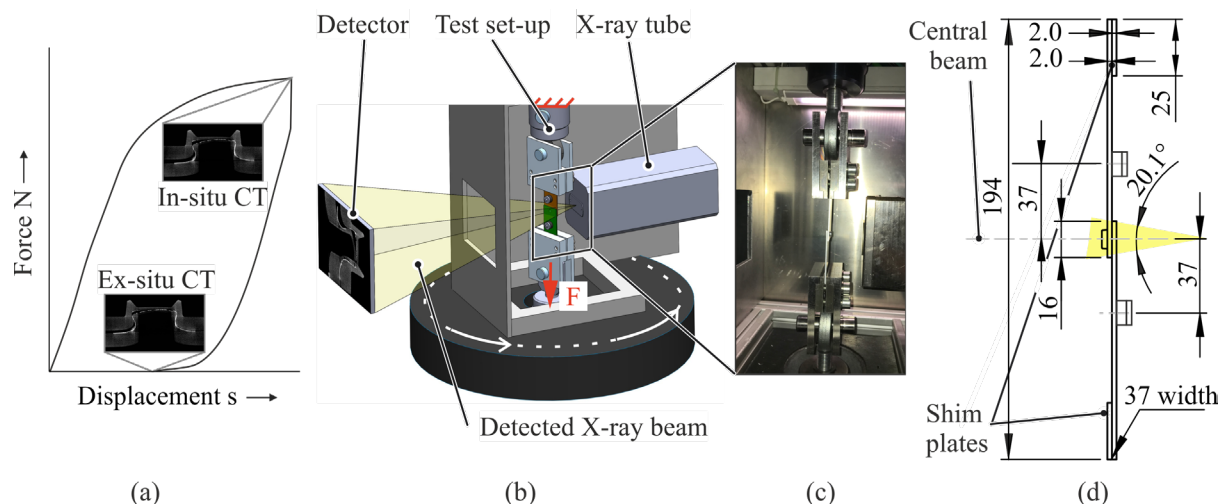 (a)
Force N
In-situ CT
Ex-situ CT
Displacement s
Detector
Test set-up
X-ray tube
F
Detected X-ray beam
(b)
(c)
Central
beam
2.0
2.0
25
194
37
20.1°
16
37
37 width
Shim
plates
(d)